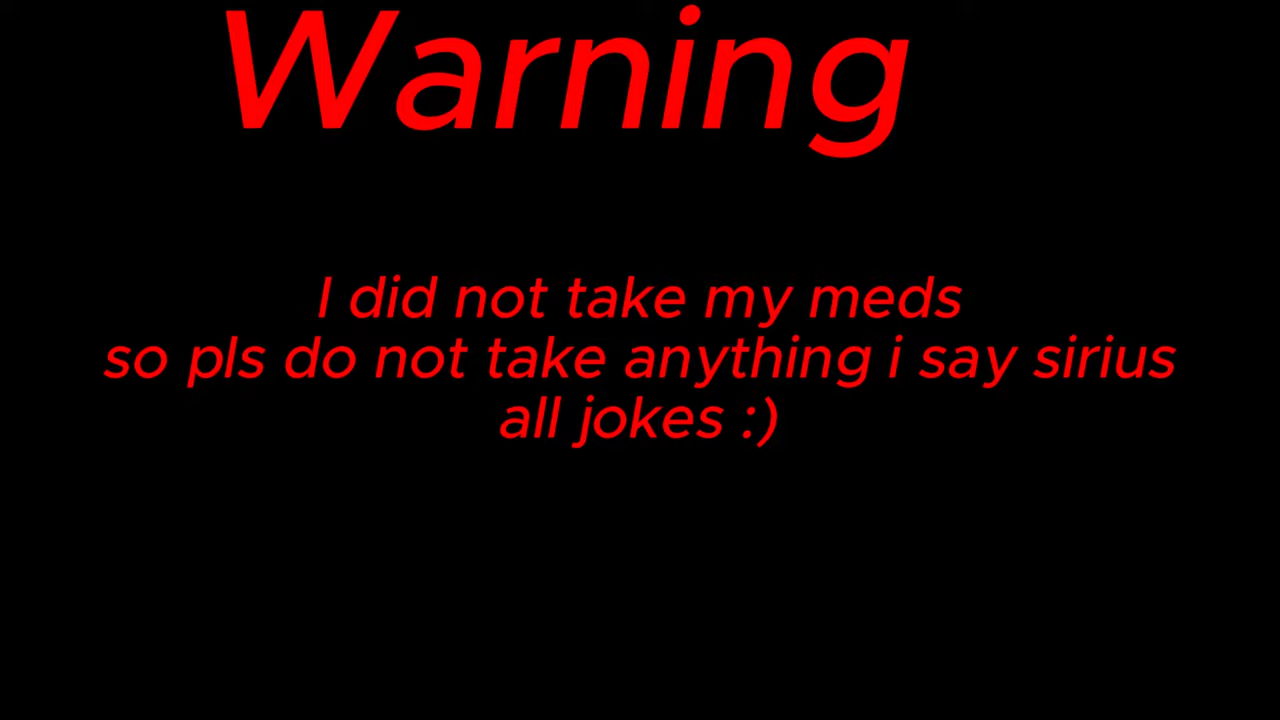 Warning
I did not take my meds
so pls do not take anything i say sirius
all jokes :)